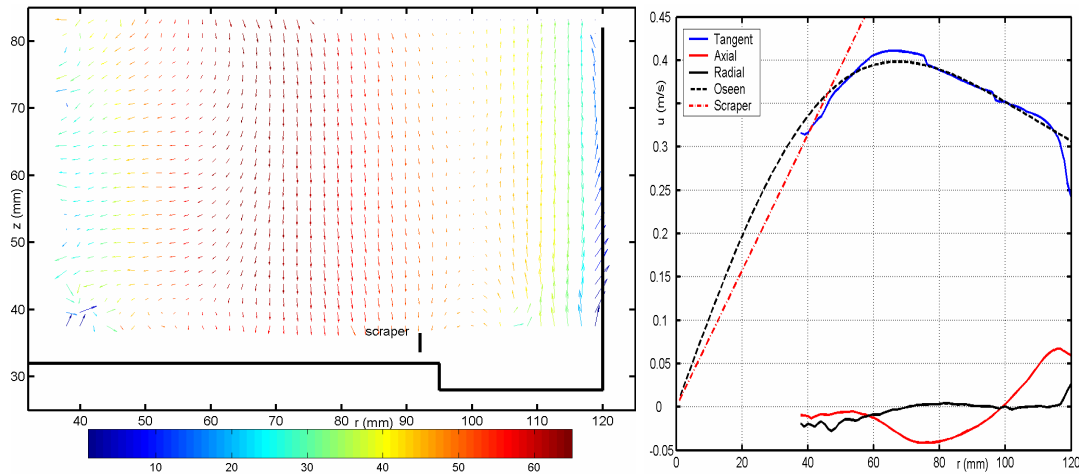 80
70
60
50
40
30
z (mm)
scraper
40 50 60 70 80 90 100 110 120
r (mm)
10 20 30 40 50 60
0.45
0.4
0.35
0.3
0.25
0.2
0.15
0.1
0.05
0
-0.05
u (m/s)
Tangent
Axial
Radial
Oseen
Scraper
0 20 40 60 80 100 120
r (mm)